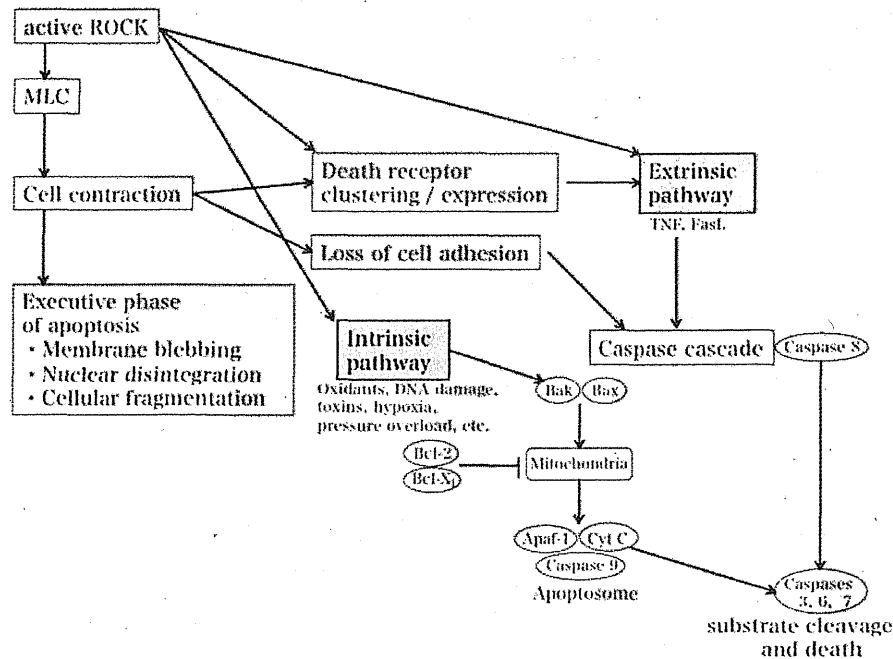 active ROCK
MLC
Cell contraction
Executive phase
of apoptosis
・Membrane blebbing
・Nuclear disintegration
・Cellular fragmentation
Death receptor
clustering / expression
Loss of cell adhesion
Extrinsic
pathway
TNF, FasL
Caspase cascade
Caspase 8
Intrinsic
pathway
Oxidants, DNA damage,
toxins, hypoxia,
pressure overload, etc.
Bak
Bax
Bcl-2
Bcl-XL
Mitochondria
Apaf-1
Cyt C
Caspase 9
Apoptosome
Caspases
3, 6, 7
substrate cleavage
and death